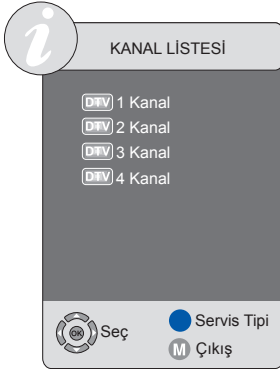 i
KANAL LİSTESİ
DTV 1 Kanal
DTV 2 Kanal
DTV 3 Kanal
DTV 4 Kanal
OK Seç
Servis Tipi
M Çıkış